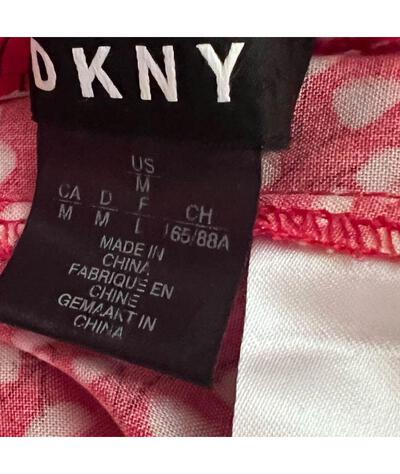 DKNY
US
M
CA D F CH
M M L 165/88A
MADE IN
CHINA
FABRIQUÉ EN
CHINE
GEMAAKT IN
CHINA